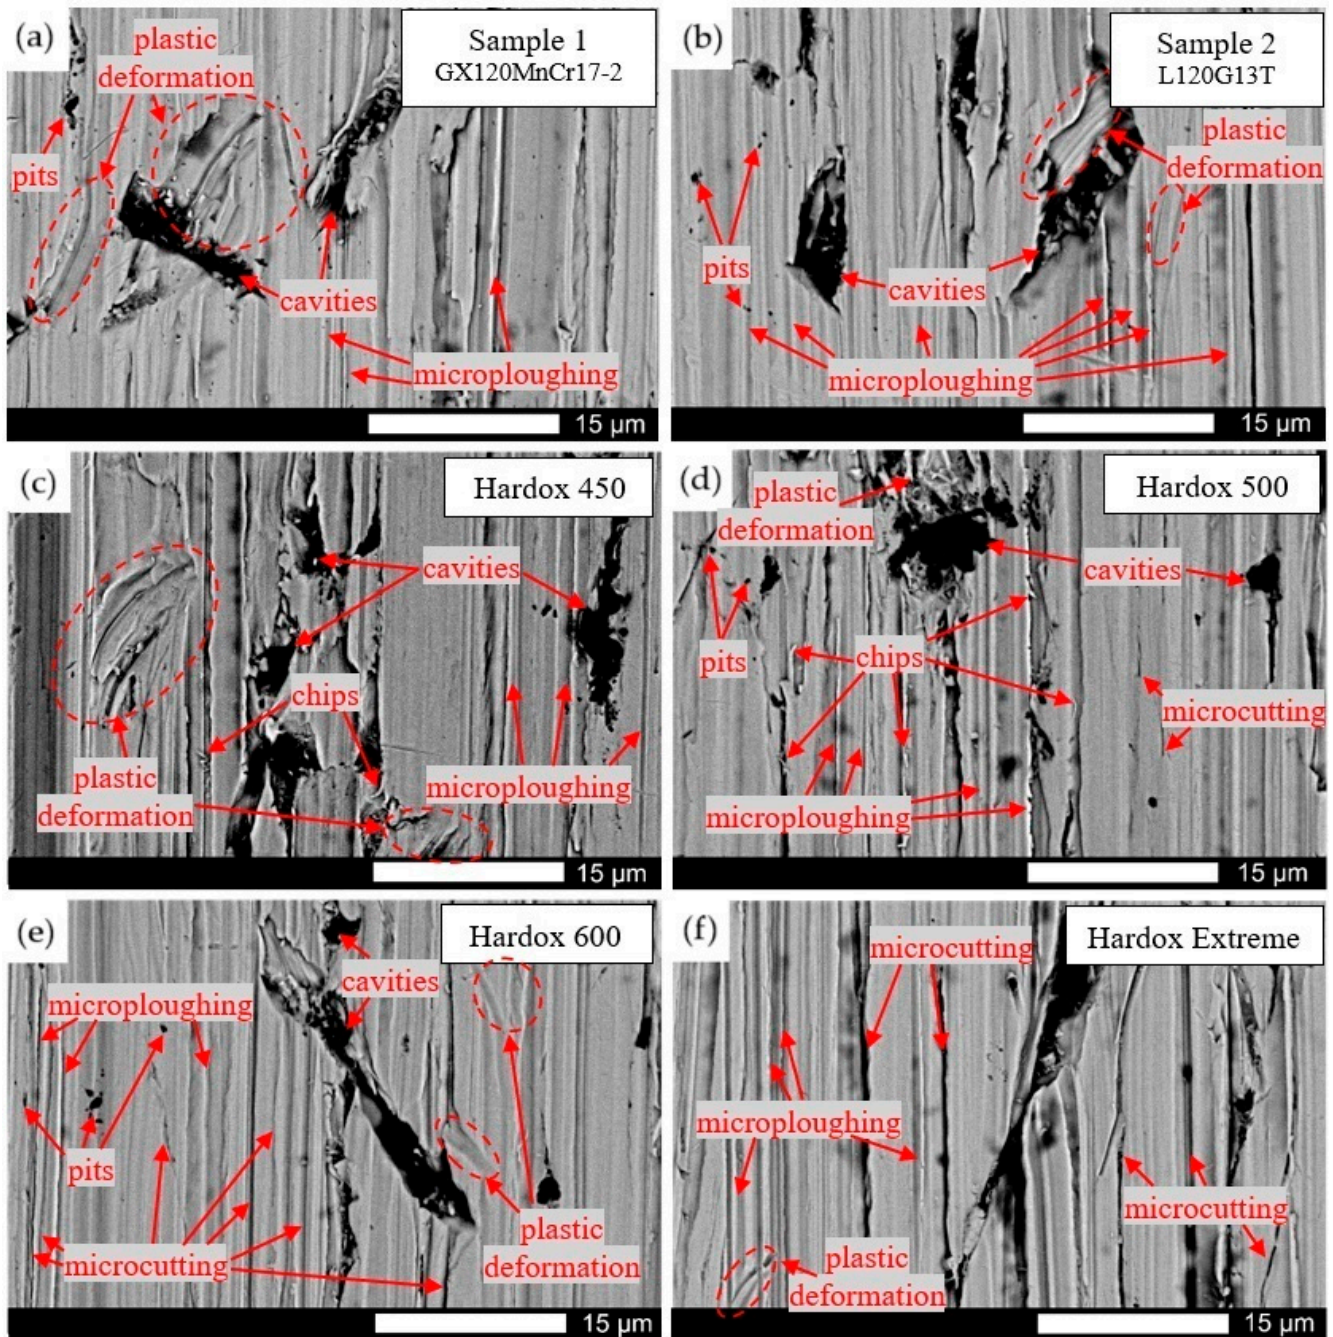 (a)
plastic
deformation
Sample 1
GX120MnCr17-2
pits
cavities
microploughing
15 µm
(b)
Sample 2
L120G13T
plastic
deformation
pits
cavities
microploughing
15 µm
(c)
Hardox 450
cavities
chips
plastic
deformation
microploughing
15 µm
(d)
plastic
deformation
Hardox 500
cavities
pits
chips
microcutting
microploughing
15 µm
(e)
Hardox 600
microploughing
cavities
pits
microcutting
plastic
deformation
15 µm
(f)
microcutting
Hardox Extreme
microploughing
microcutting
plastic
deformation
15 µm